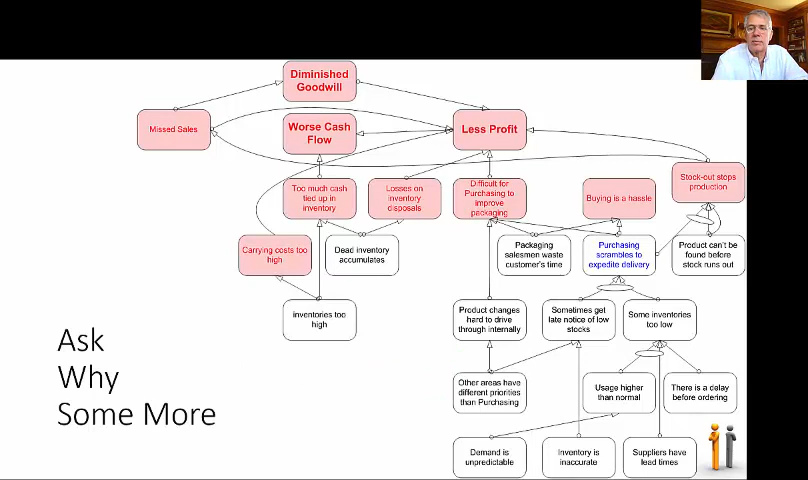 Diminished
Goodwill
Missed Sales
Worse Cash
Flow
Less Profit
Too much cash
tied up in
inventory
Losses on
inventory
disposals
Difficult for
Purchasing to
improve
packaging
Buying is a hassle
Stock-out stops
production
Carrying costs too
high
Dead inventory
accumulates
Packaging
salesmen waste
customer's time
Purchasing
scrambles to
expedite delivery
Product can't be
found before
stock runs out
inventories too
high
Product changes
hard to drive
through internally
Sometimes get
late notice of low
stocks
Some inventories
too low
Ask
Why
Some More
Other areas have
different priorities
than Purchasing
Usage higher
than normal
There is a delay
before ordering
Demand is
unpredictable
Inventory is
inaccurate
Suppliers have
lead times